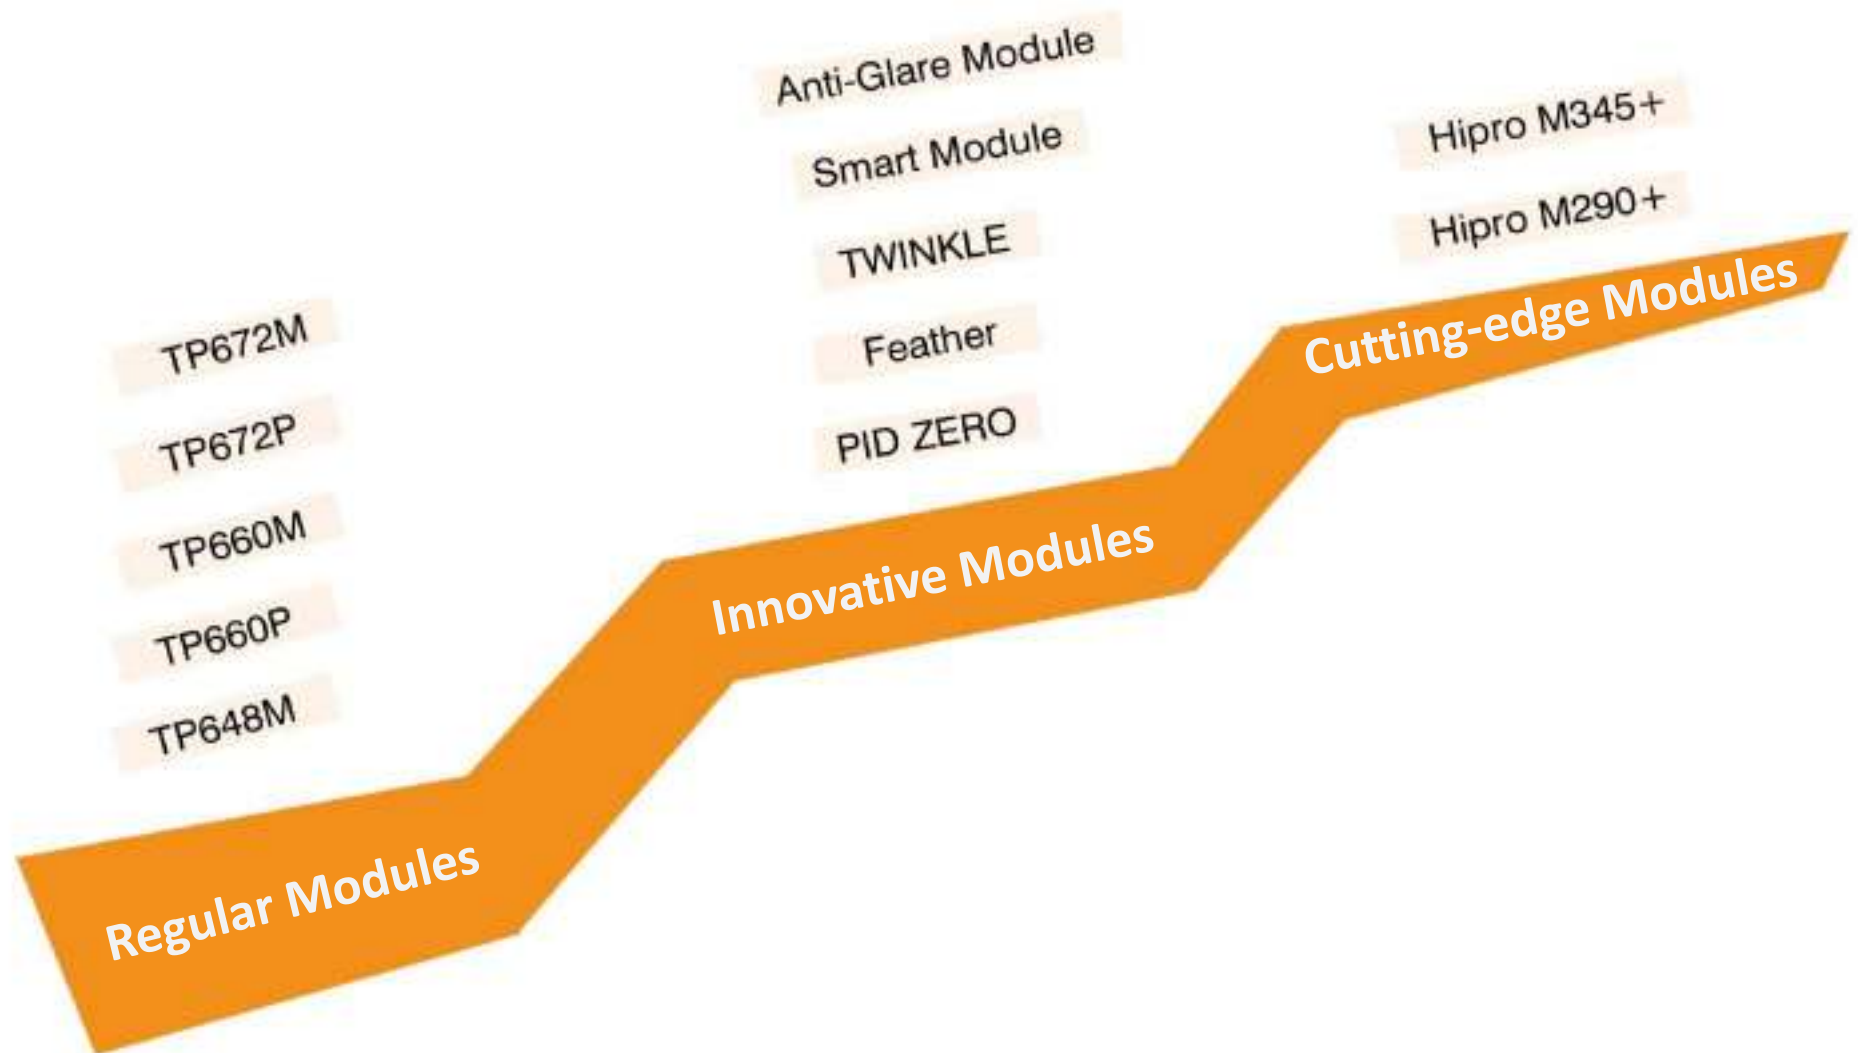 TP672M
TP672P
TP660M
TP660P
TP648M
Regular Modules
Anti-Glare Module
Smart Module
TWINKLE
Feather
PID ZERO
Innovative Modules
Hipro M345+
Hipro M290+
Cutting-edge Modules